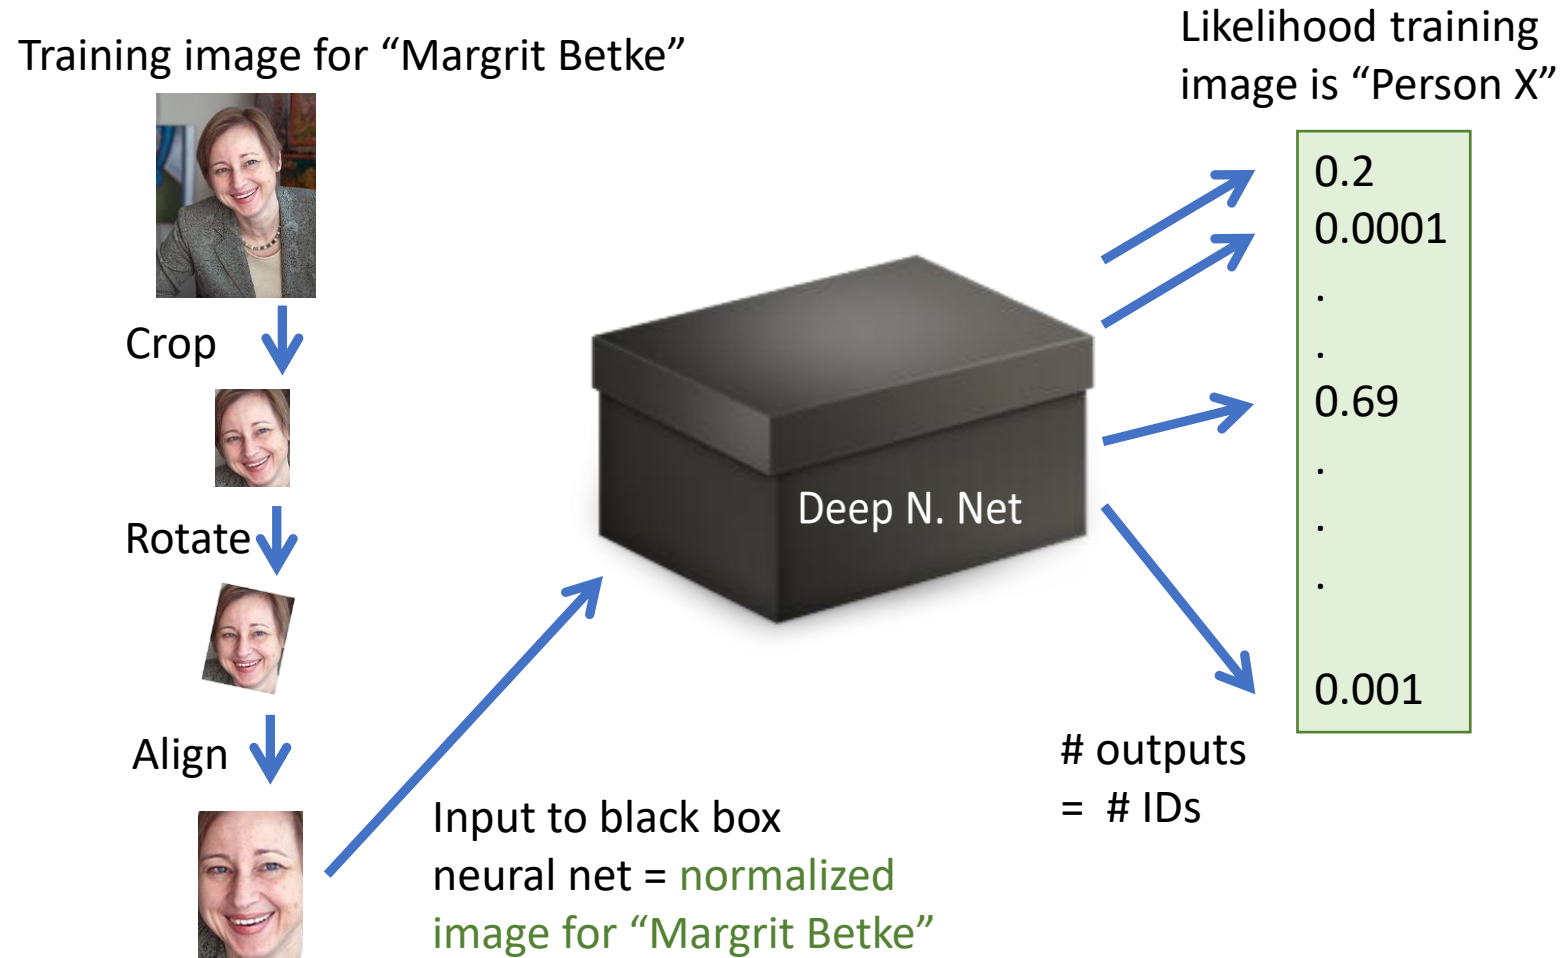 Training image for “Margrit Betke”
Crop
Rotate
Align
Input to black box
neural net = normalized
image for “Margrit Betke”
Deep N. Net
Likelihood training
image is “Person X”
0.2
0.0001
.
.
0.69
.
.
.
0.001
# outputs
= # IDs